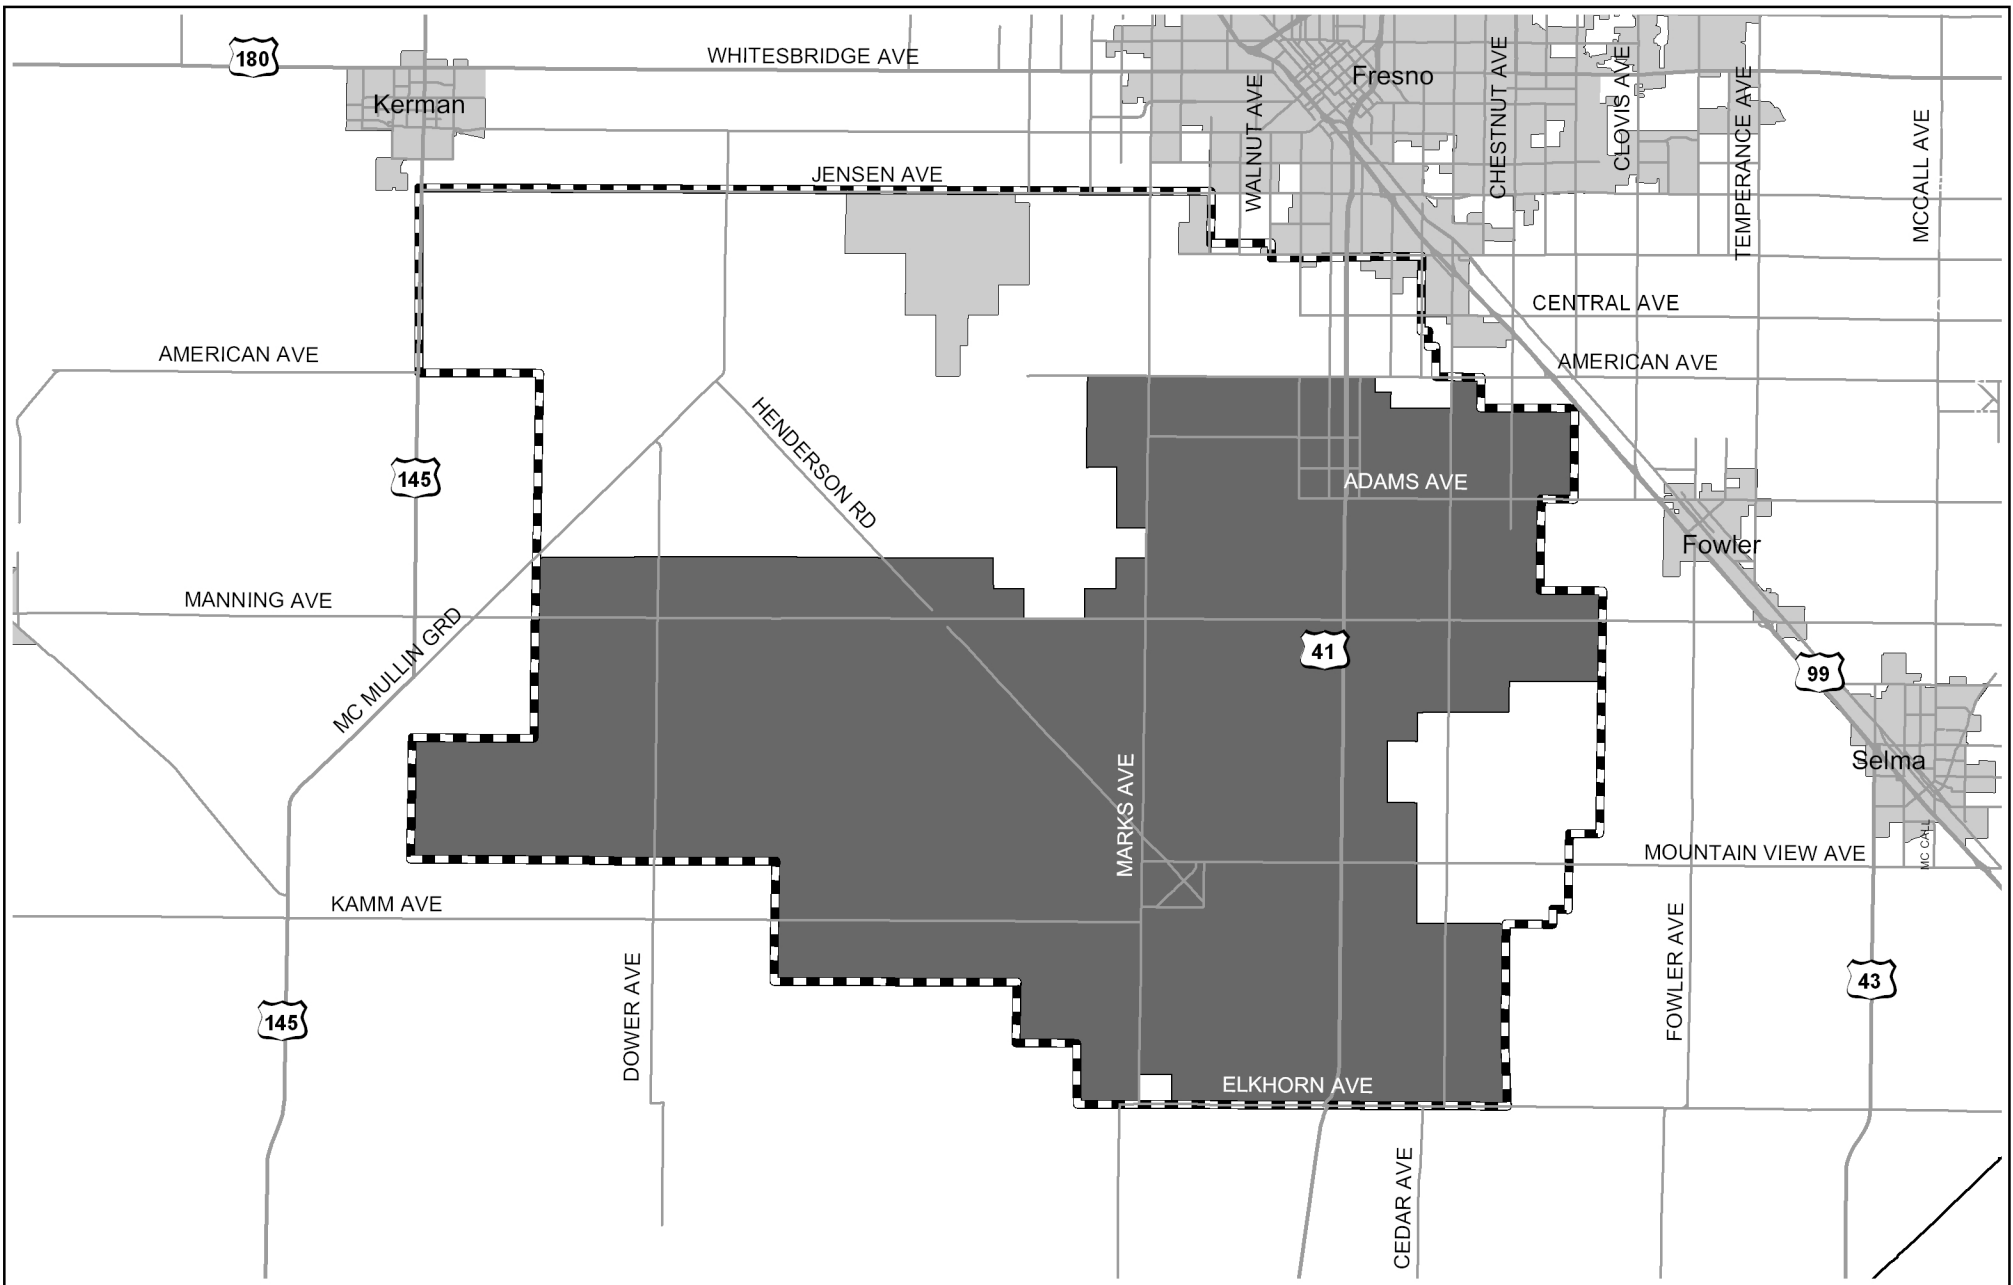 180
WHITESBRIDGE AVE
Kerman
Fresno
WALNUT AVE
CHESTNUT AVE
CLOVIS AVE
TEMPERANCE AVE
MCCALL AVE
JENSEN AVE
CENTRAL AVE
AMERICAN AVE
AMERICAN AVE
HENDERSON RD
145
ADAMS AVE
Fowler
MANNING AVE
MC MULLIN GRD
41
99
Selma
MARKS AVE
MC CALL
MOUNTAIN VIEW AVE
KAMM AVE
DOWER AVE
FOWLER AVE
43
145
ELKHORN AVE
CEDAR AVE